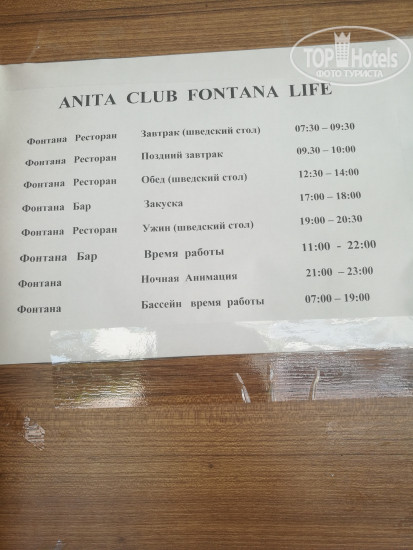 TOP Hotels
ФОТО ТУРИСТА
ANITA CLUB FONTANA LIFE
Фонтана Ресторан Завтрак (шведский стол) 07:30 – 09:30
Фонтана Ресторан Поздний завтрак 09.30 – 10:00
Фонтана Ресторан Обед (шведский стол) 12:30 – 14:00
Фонтана Бар Закуска 17:00 – 18:00
Фонтана Ресторан Ужин (шведский стол) 19:00 – 20:30
Фонтана Бар Время работы 11:00 - 22:00
Фонтана Ночная Анимация 21:00 – 23:00
Фонтана Бассейн время работы 07:00 – 19:00